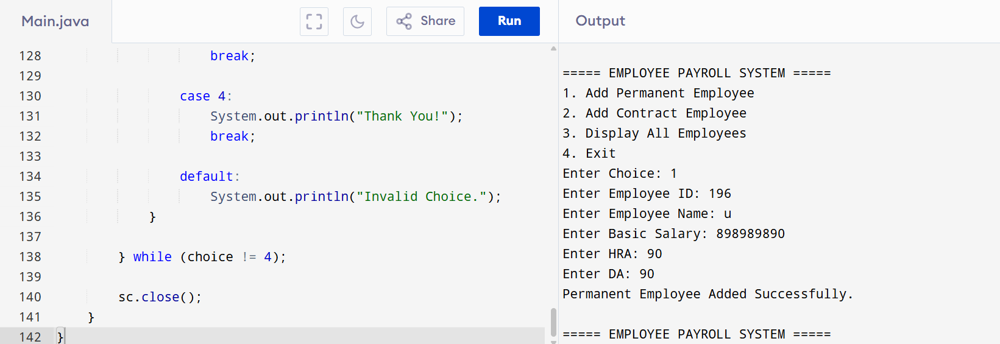 Main.java
Share
Run
Output
128 break;
129
130 case 4:
131 System.out.println("Thank You!");
132 break;
133
134 default:
135 System.out.println("Invalid Choice.");
136 }
137
138 } while (choice != 4);
139
140 sc.close();
141 }
142 }
===== EMPLOYEE PAYROLL SYSTEM =====
1. Add Permanent Employee
2. Add Contract Employee
3. Display All Employees
4. Exit
Enter Choice: 1
Enter Employee ID: 196
Enter Employee Name: u
Enter Basic Salary: 898989890
Enter HRA: 90
Enter DA: 90
Permanent Employee Added Successfully.
===== EMPLOYEE PAYROLL SYSTEM =====